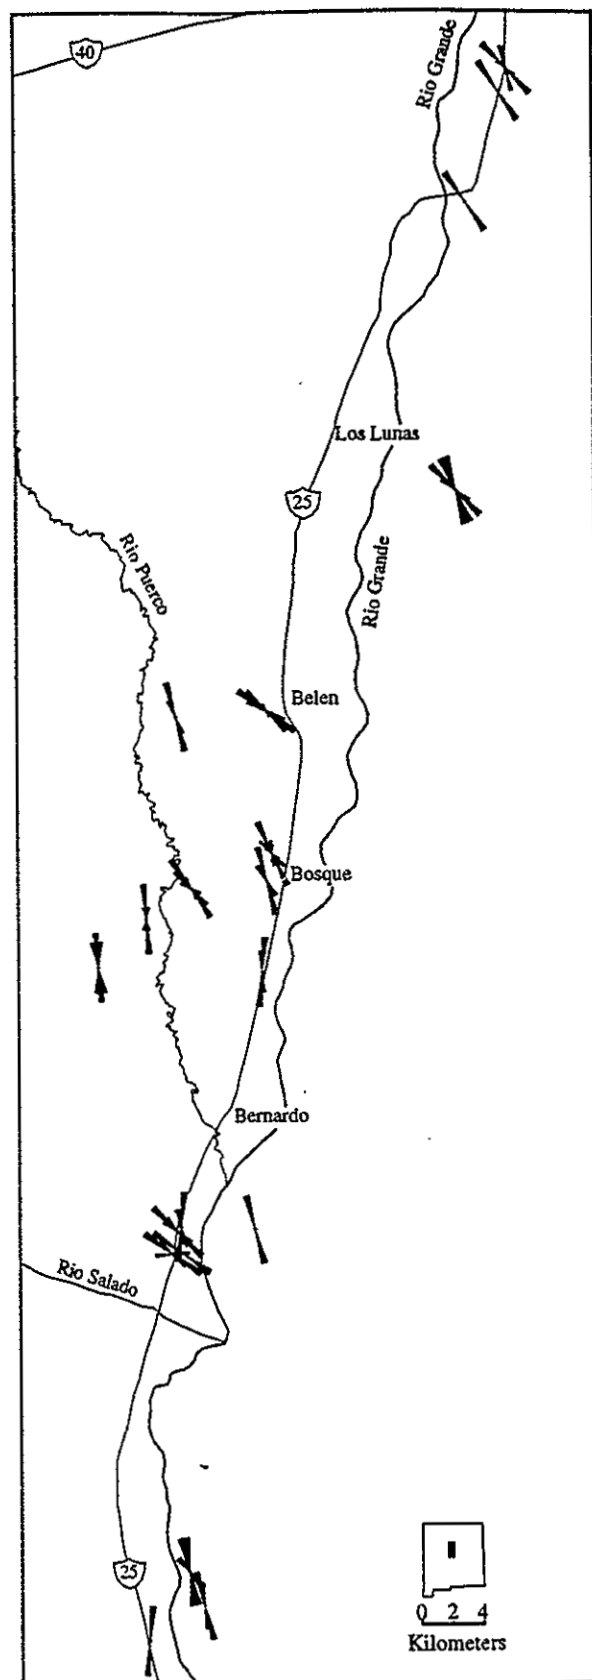 40
Rio Grande
Los Lunas
25
Rio Puerco
Rio Grande
Belen
Bosque
Bernardo
Rio Salado
25
0 2 4
Kilometers